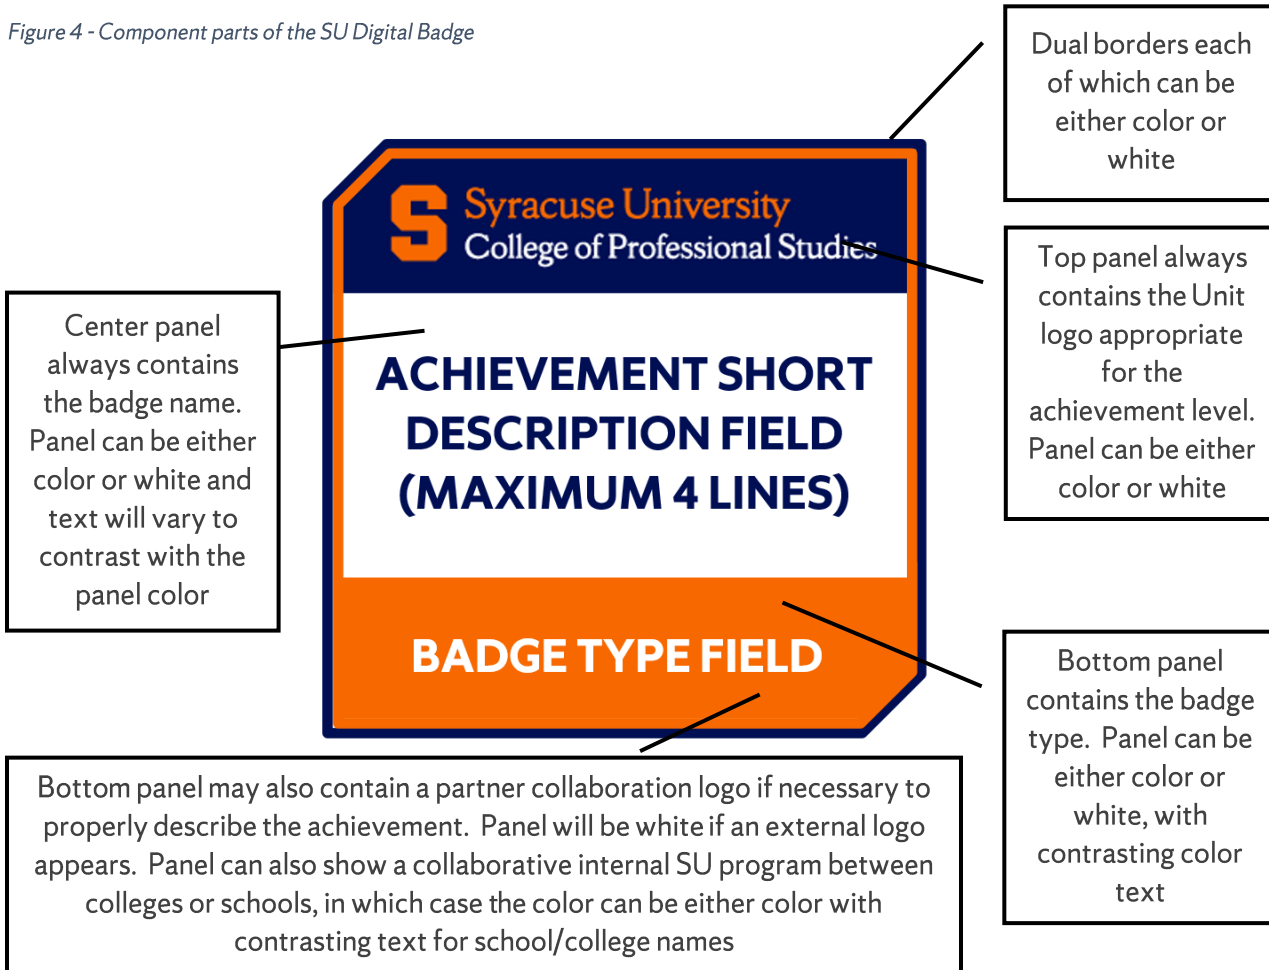 Figure 4 - Component parts of the SU Digital Badge
Dual borders each
of which can be
either color or
white
S Syracuse University
College of Professional Studies
Top panel always
contains the Unit
logo appropriate
for the
achievement level.
Panel can be either
color or white
Center panel
always contains
the badge name.
Panel can be either
color or white and
text will vary to
contrast with the
panel color
ACHIEVEMENT SHORT
DESCRIPTION FIELD
(MAXIMUM 4 LINES)
BADGE TYPE FIELD
Bottom panel
contains the badge
type. Panel can be
either color or
white, with
contrasting color
text
Bottom panel may also contain a partner collaboration logo if necessary to
properly describe the achievement. Panel will be white if an external logo
appears. Panel can also show a collaborative internal SU program between
colleges or schools, in which case the color can be either color with
contrasting text for school/college names